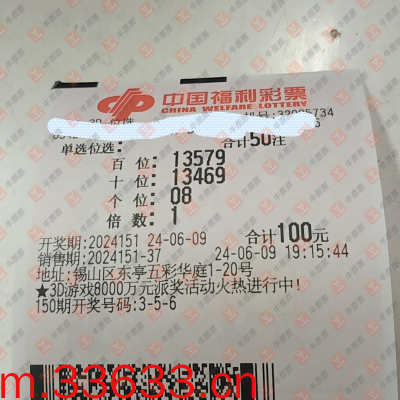 中国福利彩票
CHINA WELFARE LOTTERY
单选位选: 合计50注
百 位: 13579
十 位: 13469
个 位: 08
倍 数: 1
开奖期:2024151 24-06-09 合计100元
销售期:2024151-37 24-06-09 19:15:44
地址:锡山区东亭五彩华庭1-20号
★3D游戏8000万元派奖活动火热进行中!
150期开奖号码:3-5-6
m.33633.cn